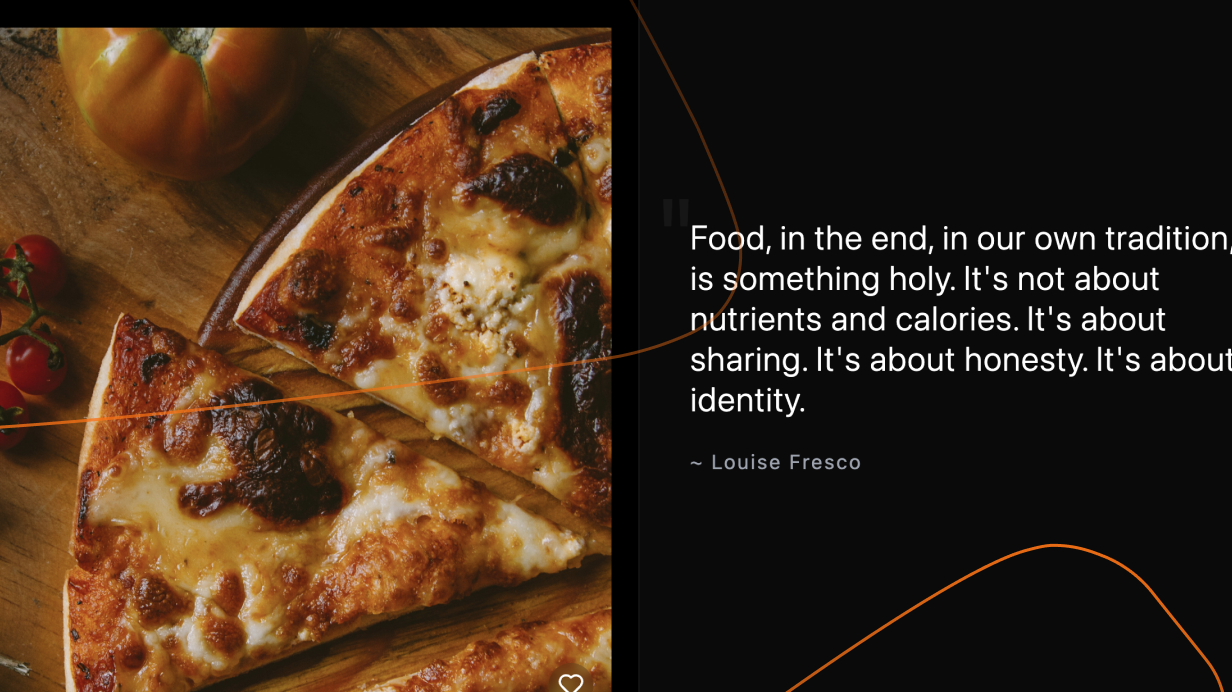 "
Food, in the end, in our own tradition,
is something holy. It's not about
nutrients and calories. It's about
sharing. It's about honesty. It's about
identity.
~ Louise Fresco